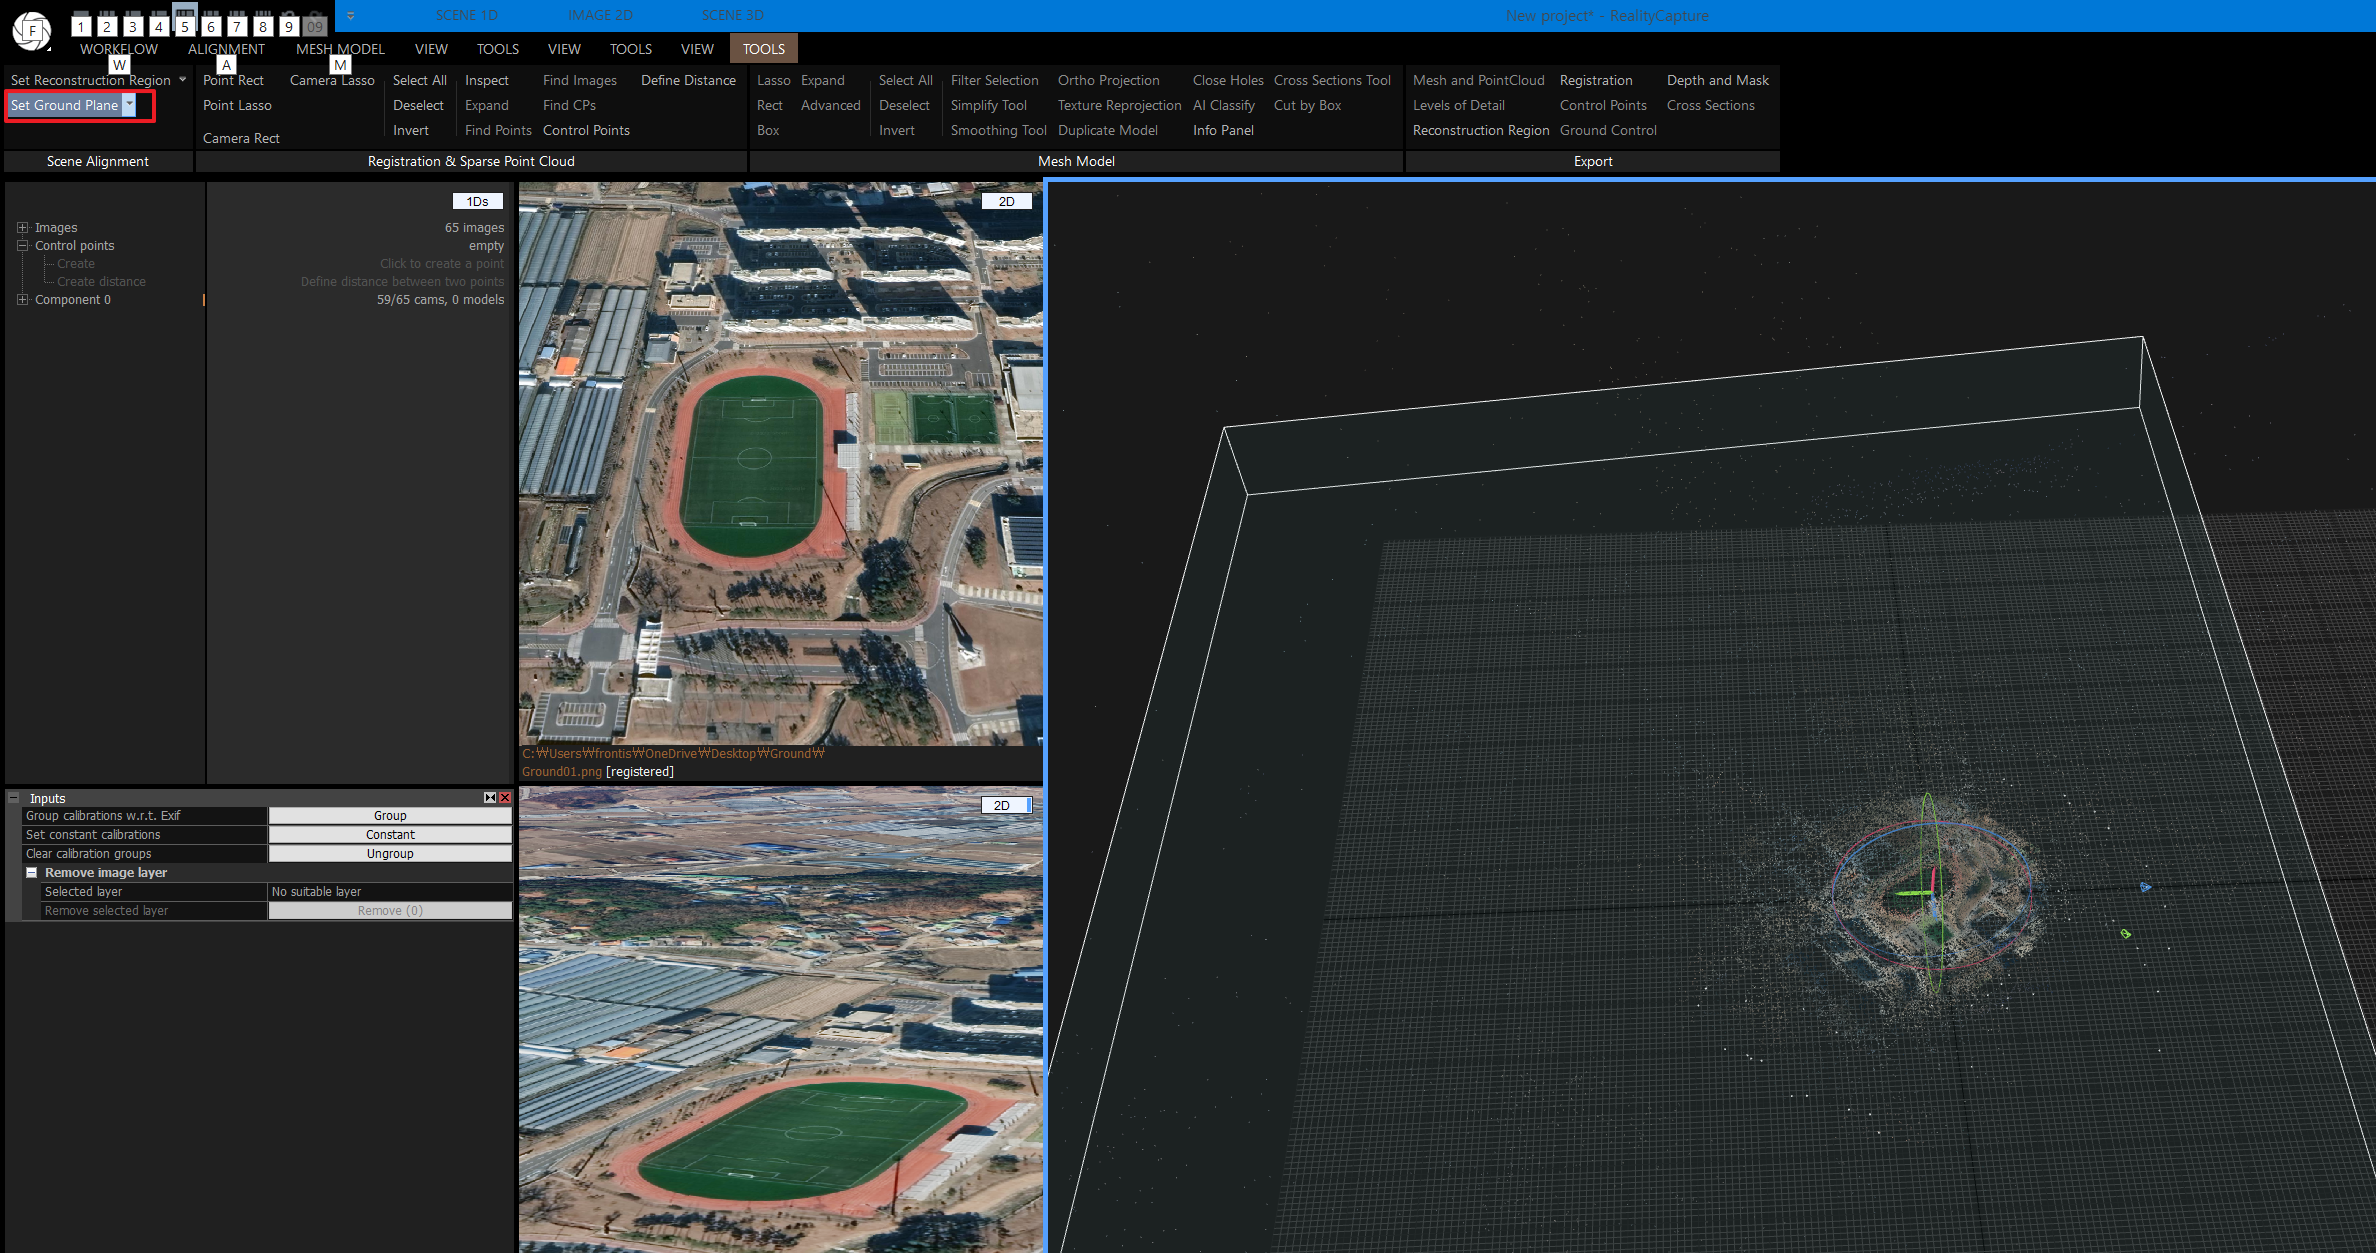 SCENE 1D IMAGE 2D SCENE 3D New project* - RealityCapture
F 1 2 3 4 5 6 7 8 9 09
WORKFLOW ALIGNMENT MESH MODEL VIEW TOOLS VIEW TOOLS VIEW TOOLS
W A M
Set Reconstruction Region Point Rect Camera Lasso Select All Inspect Find Images Define Distance Lasso Expand Select All Filter Selection Ortho Projection Close Holes Cross Sections Tool Mesh and PointCloud Registration Depth and Mask
Set Ground Plane Point Lasso Deselect Expand Find CPs Rect Advanced Deselect Simplify Tool Texture Reprojection AI Classify Cut by Box Levels of Detail Control Points Cross Sections
Camera Rect Invert Find Points Control Points Box Invert Smoothing Tool Duplicate Model Info Panel Reconstruction Region Ground Control
Scene Alignment Registration & Sparse Point Cloud Mesh Model Export
1Ds
Images 65 images
Control points empty
Create Click to create a point
Create distance Define distance between two points
Component 0 59/65 cams, 0 models
2D
C:₩Users₩frontis₩OneDrive₩Desktop₩Ground₩
Ground01.png [registered]
2D
Inputs
Group calibrations w.r.t. Exif Group
Set constant calibrations Constant
Clear calibration groups Ungroup
Remove image layer
Selected layer No suitable layer
Remove selected layer Remove (0)